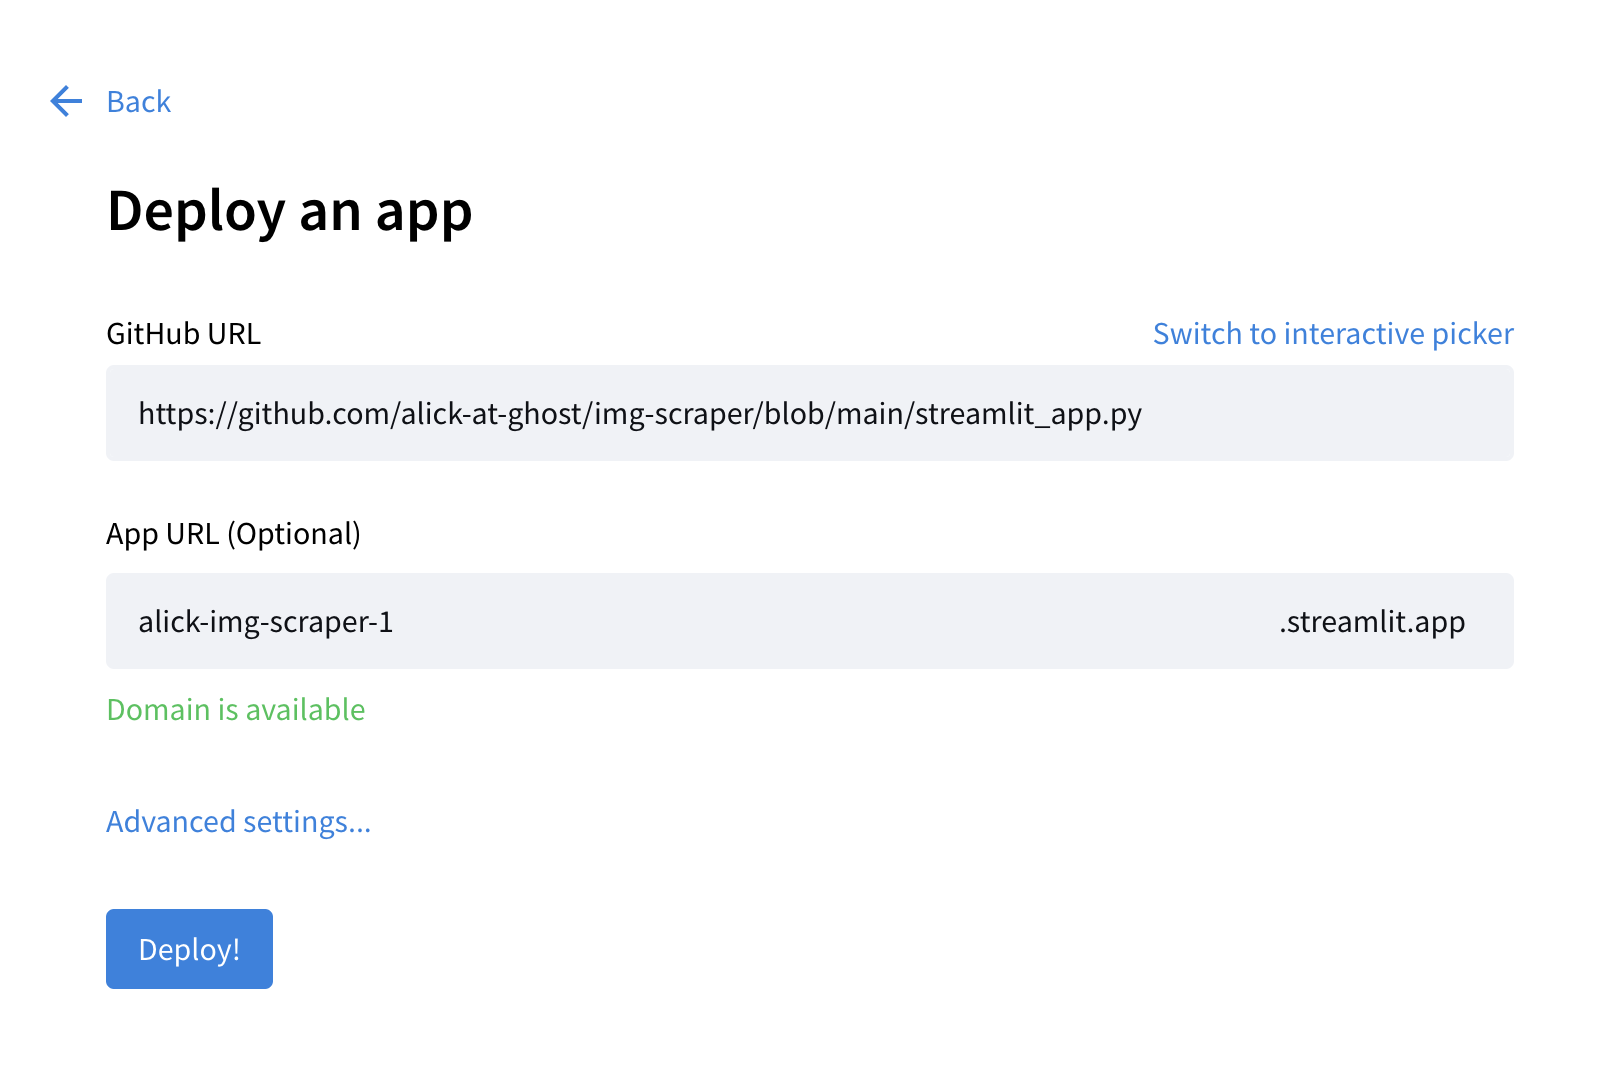 Back
Deploy an app
GitHub URL
Switch to interactive picker
https://github.com/alick-at-ghost/img-scraper/blob/main/streamlit_app.py
App URL (Optional)
alick-img-scraper-1 .streamlit.app
Domain is available
Advanced settings...
Deploy!